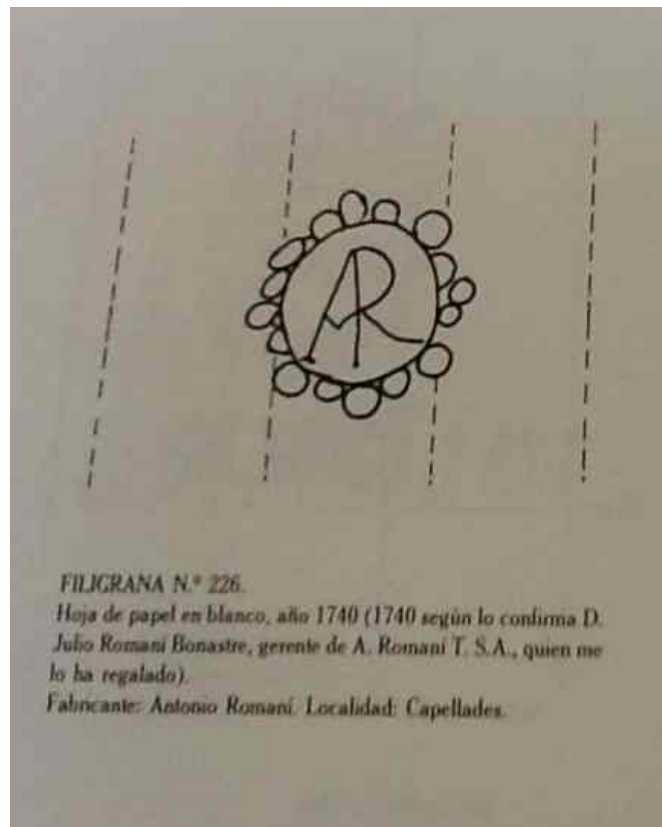 AR
FILIGRANA N.º 226.
Hoja de papel en blanco, año 1740 (1740 según lo confirma D.
Julio Romaní Bonastre, gerente de A. Romaní T. S.A., quien me
lo ha regalado).
Fabricante: Antonio Romaní. Localidad: Capellades.